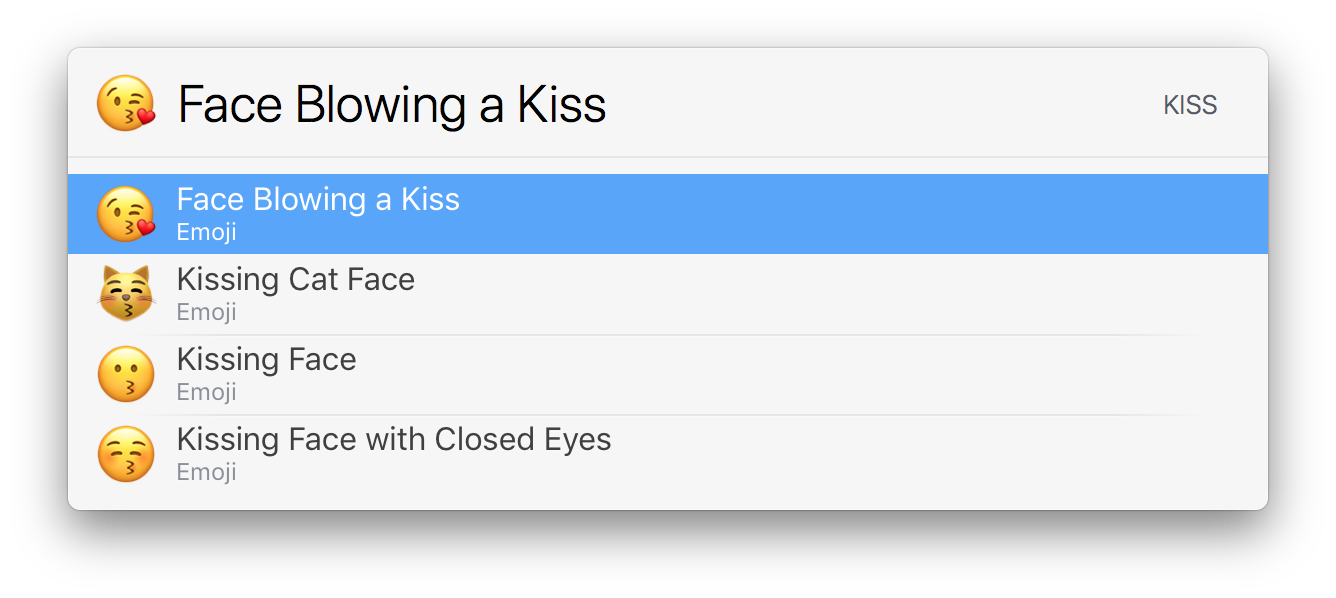 Face Blowing a Kiss
KISS
Face Blowing a Kiss
Emoji
Kissing Cat Face
Emoji
Kissing Face
Emoji
Kissing Face with Closed Eyes
Emoji